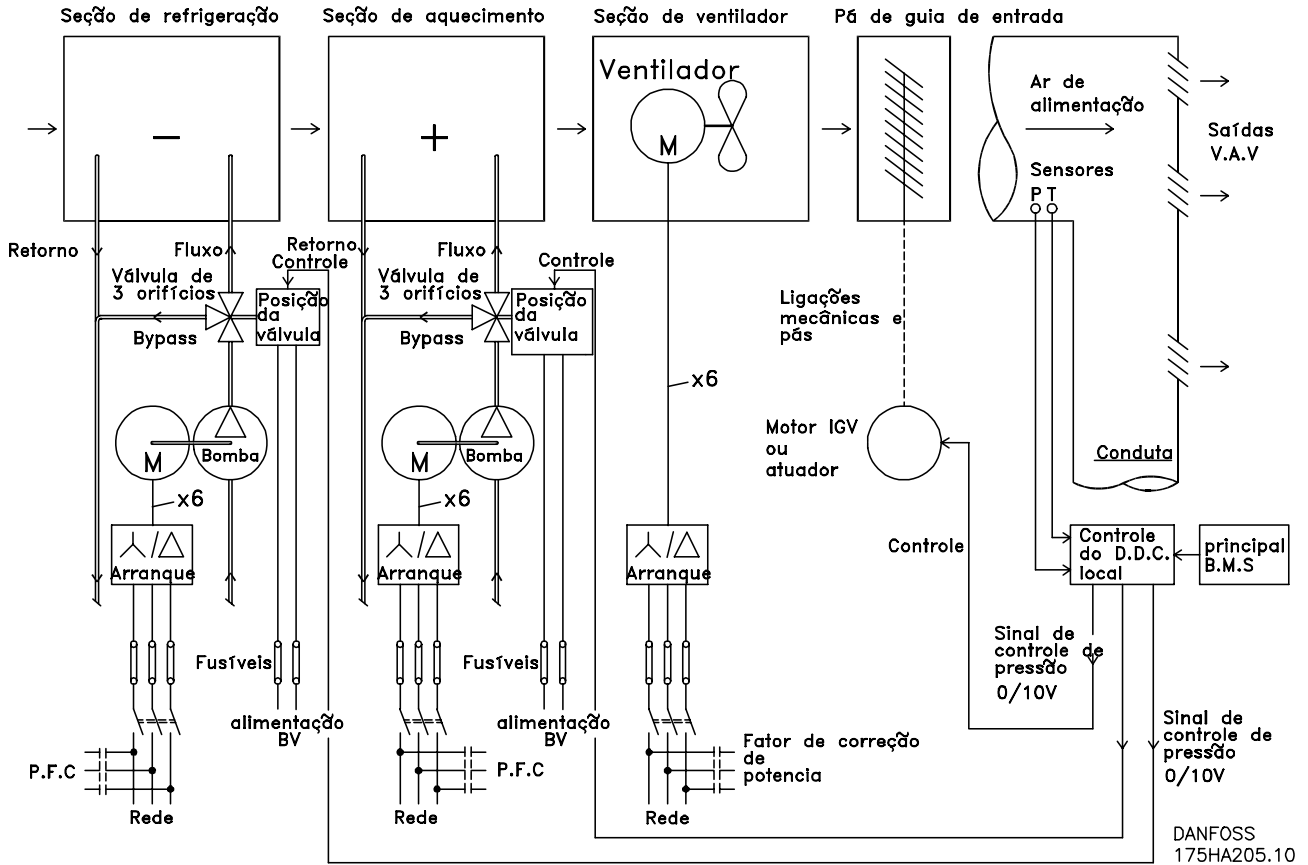 Seção de refrigeração
Seção de aquecimento
Seção de ventilador
Pá de guia de entrada
Ventilador
M
Ar de
alimentação
Saídas
V.A.V
Sensores
P T
Retorno
Fluxo
Válvula de
3 orifícios
Bypass
Posição
da
válvula
Retorno
Controle
Fluxo
Válvula de
3 orifícios
Bypass
Controle
Posição
da
válvula
Ligações
mecânicas e
pás
x6
M
Bomba
x6
M
Bomba
x6
Motor IGV
ou
atuador
Conduta
Arranque
Arranque
Arranque
Controle
Controle
do D.D.C.
local
principal
B.M.S
Fusíveis
Fusíveis
Sinal de
controle de
pressão
0/10V
alimentação
BV
alimentação
BV
Sinal de
controle de
pressão
0/10V
P.F.C
P.F.C
Fator de correção
de
potencia
Rede
Rede
Rede
DANFOSS
175HA205.10